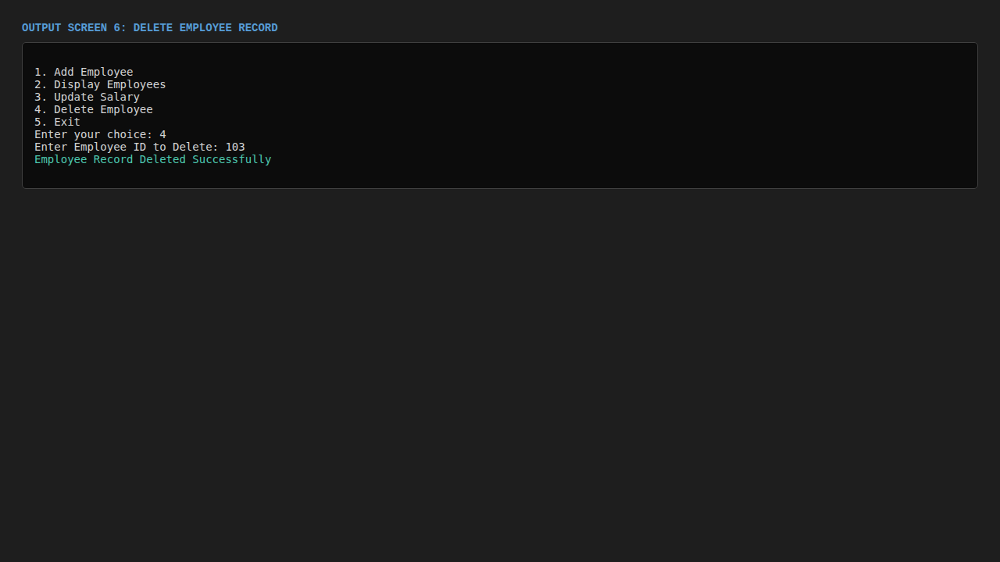 OUTPUT SCREEN 6: DELETE EMPLOYEE RECORD
1. Add Employee
2. Display Employees
3. Update Salary
4. Delete Employee
5. Exit
Enter your choice: 4
Enter Employee ID to Delete: 103
Employee Record Deleted Successfully